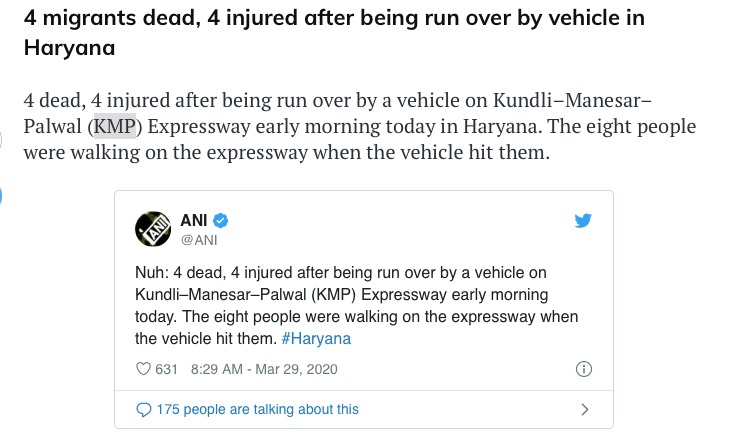 4 migrants dead, 4 injured after being run over by vehicle in
Haryana
4 dead, 4 injured after being run over by a vehicle on Kundli–Manesar–
Palwal (KMP) Expressway early morning today in Haryana. The eight people
were walking on the expressway when the vehicle hit them.
ANI
ANI
@ANI
Nuh: 4 dead, 4 injured after being run over by a vehicle on
Kundli–Manesar–Palwal (KMP) Expressway early morning
today. The eight people were walking on the expressway when
the vehicle hit them. #Haryana
631 8:29 AM - Mar 29, 2020
175 people are talking about this